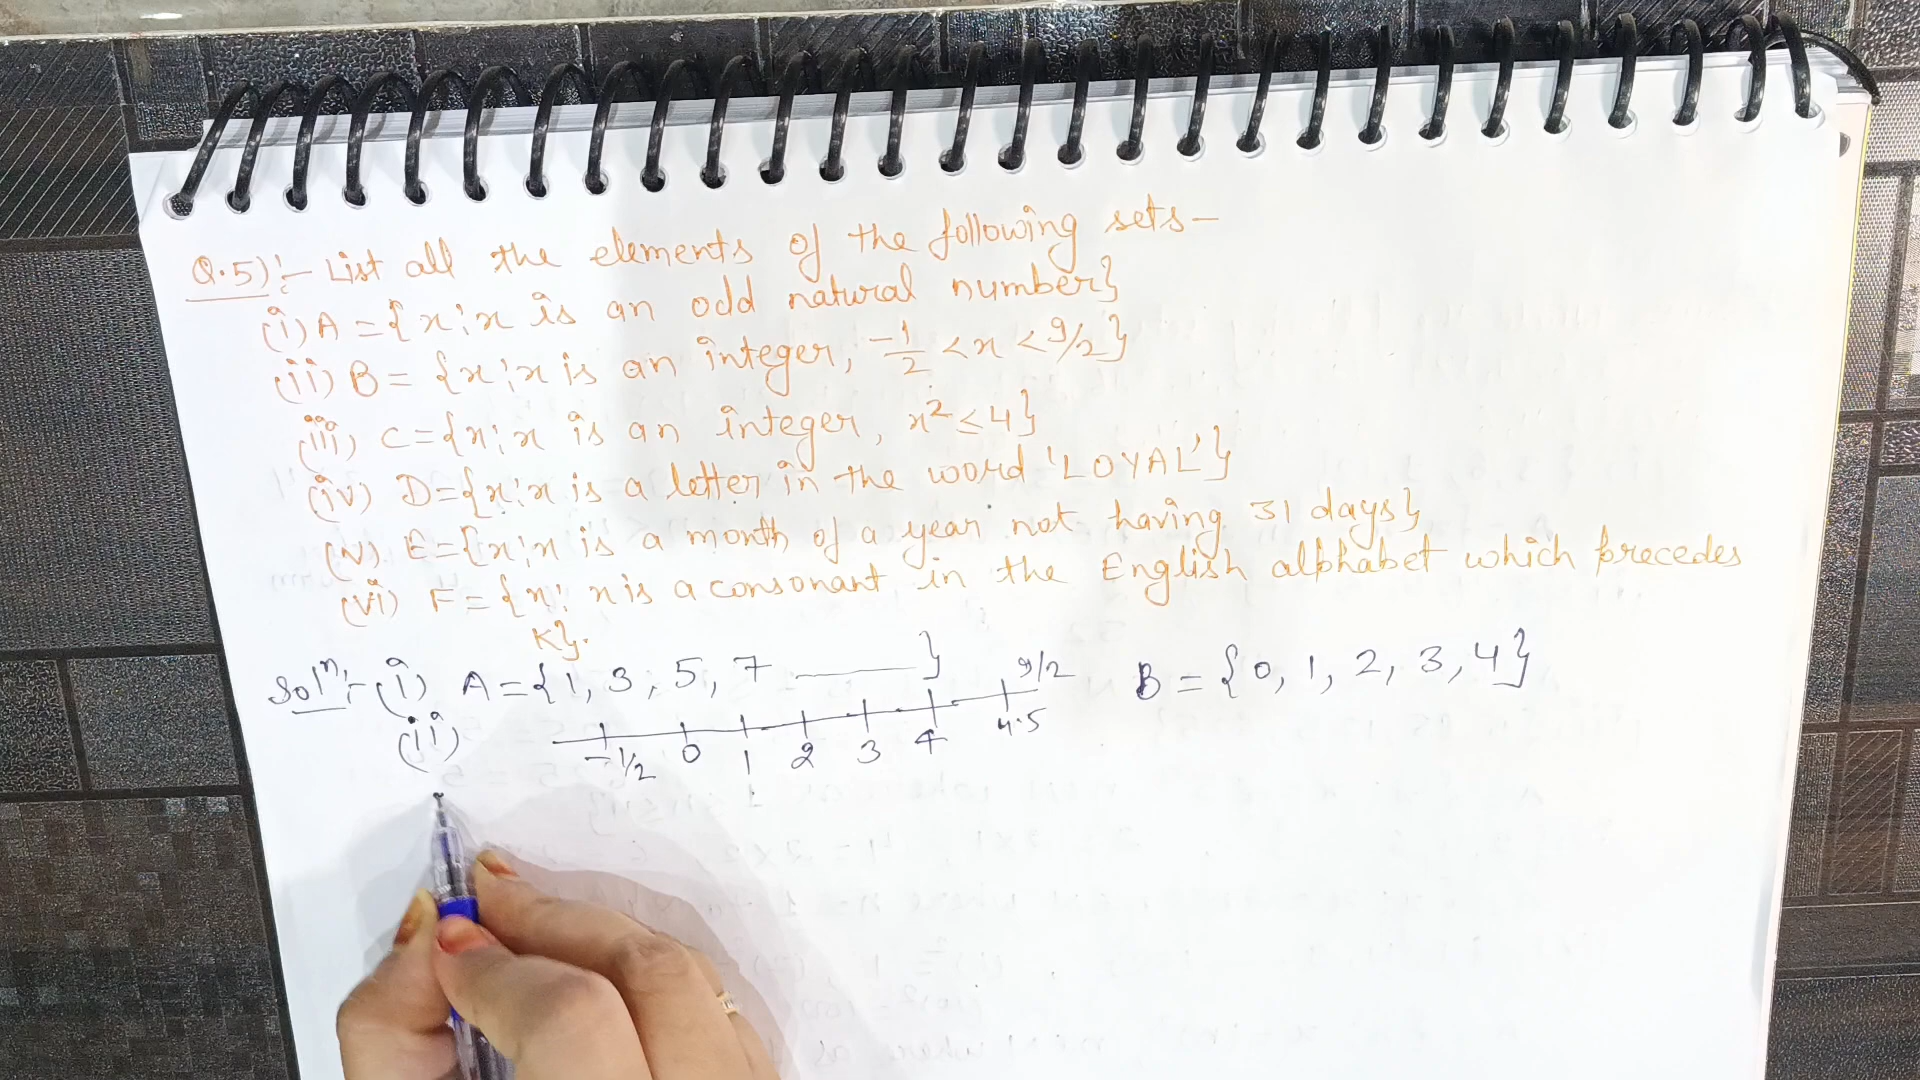 Q.5):- List all the elements of the following sets-
(i) A = {x:x is an odd natural number}
(ii) B = {x:x is an integer, -1/2 < x < 9/2}
(iii) C={x:x is an integer, x² ≤ 4}
(iv) D={x:x is a letter in the word 'LOYAL'}
(v) E={x:x is a month of a year not having 31 days}
(vi) F={x: x is a consonant in the English alphabet which precedes
K}.
Solⁿ:- (i) A={1, 3, 5, 7 ——— }
(ii) -1/2 0 1 2 3 4 4.5 9/2 B = {0, 1, 2, 3, 4}